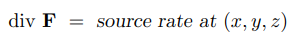 div F = source rate at (x, y, z)